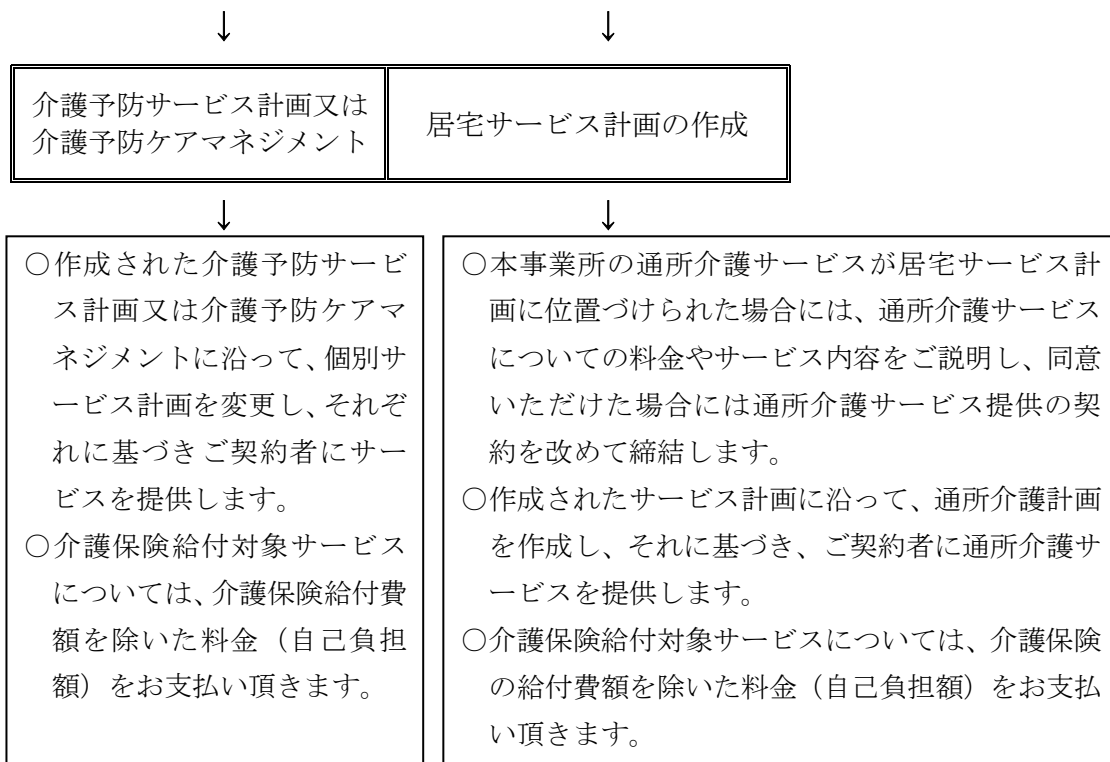 ↓ ↓
介護予防サービス計画又は
介護予防ケアマネジメント
居宅サービス計画の作成
↓ ↓
○作成された介護予防サービ
ス計画又は介護予防ケアマ
ネジメントに沿って、個別サ
ービス計画を変更し、それぞ
れに基づきご契約者にサー
ビスを提供します。
○介護保険給付対象サービス
については、介護保険給付費
額を除いた料金（自己負担
額）をお支払い頂きます。
○本事業所の通所介護サービスが居宅サービス計
画に位置づけられた場合には、通所介護サービス
についての料金やサービス内容をご説明し、同意
いただけた場合には通所介護サービス提供の契
約を改めて締結します。
○作成されたサービス計画に沿って、通所介護計画
を作成し、それに基づき、ご契約者に通所介護サ
ービスを提供します。
○介護保険給付対象サービスについては、介護保険
の給付費額を除いた料金（自己負担額）をお支払
い頂きます。